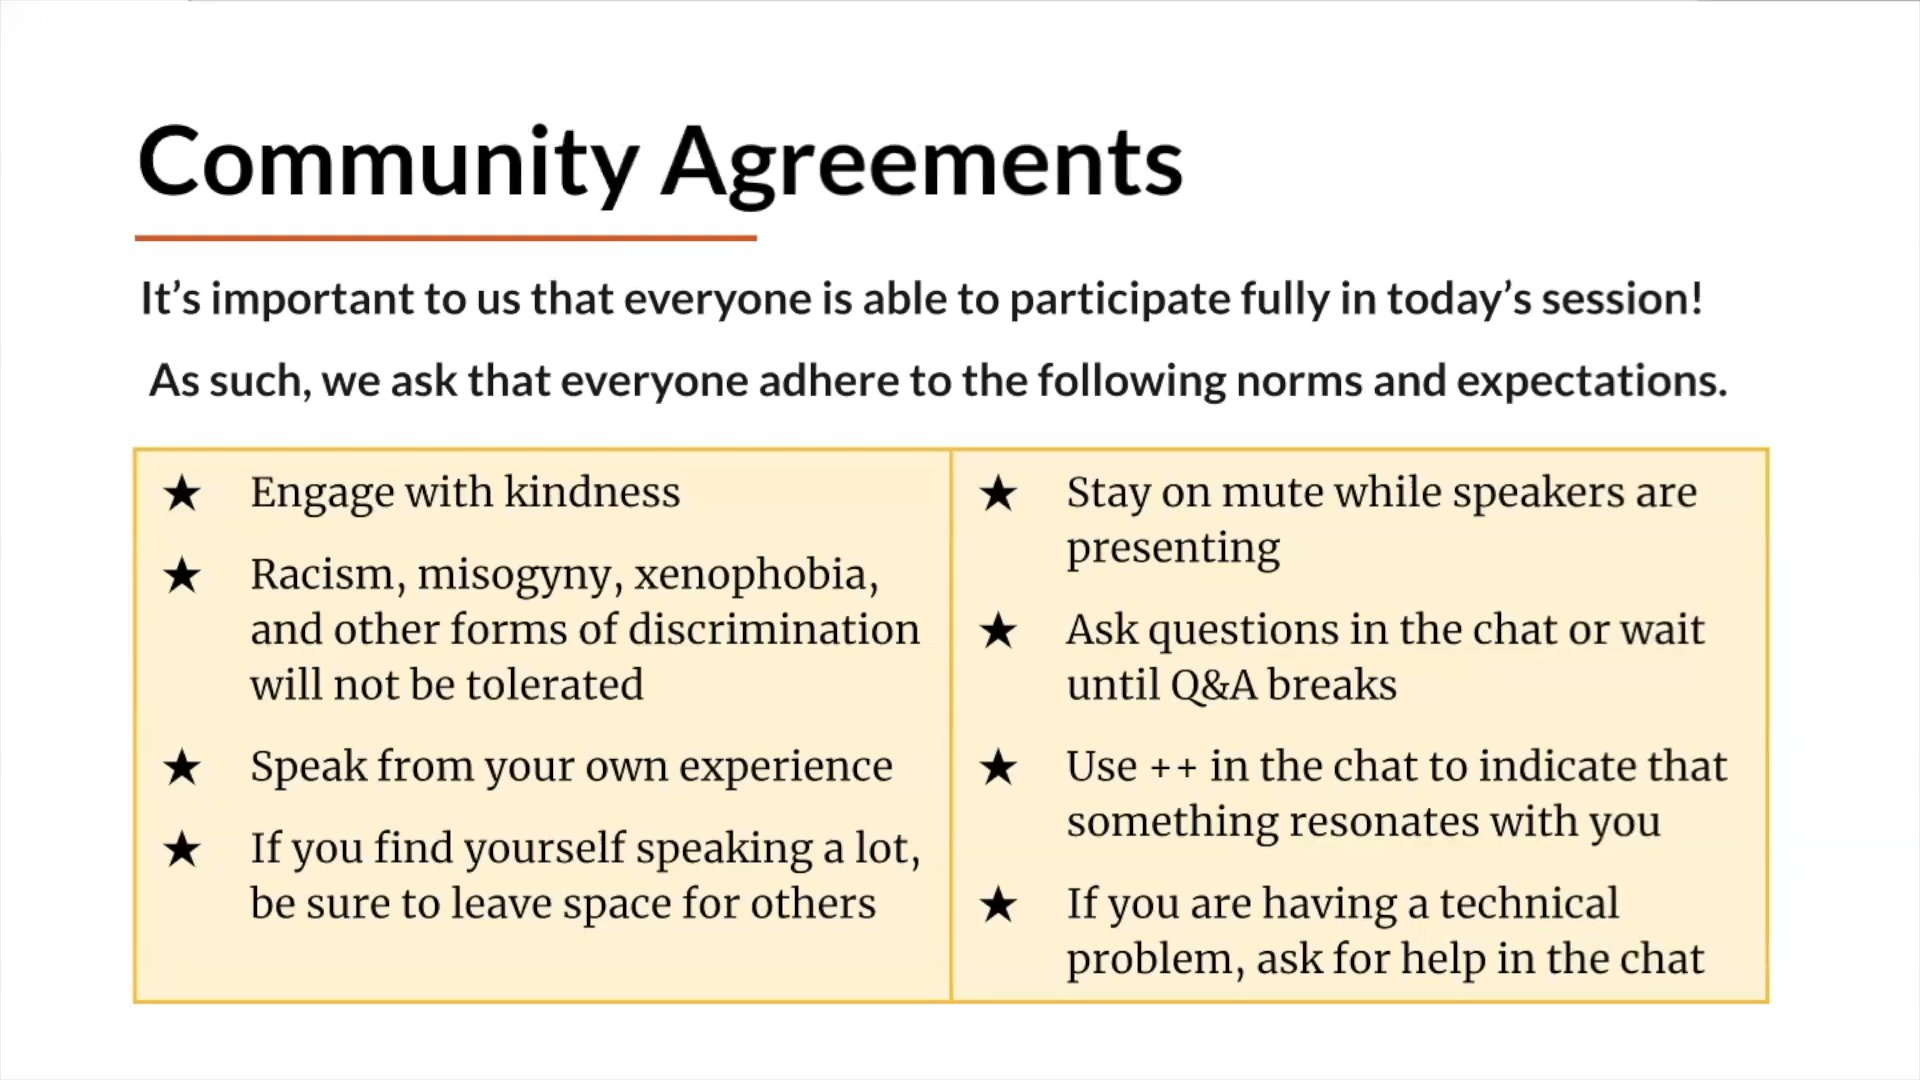 Community Agreements
It’s important to us that everyone is able to participate fully in today’s session!
As such, we ask that everyone adhere to the following norms and expectations.
★ Engage with kindness
★ Racism, misogyny, xenophobia,
and other forms of discrimination
will not be tolerated
★ Speak from your own experience
★ If you find yourself speaking a lot,
be sure to leave space for others
★ Stay on mute while speakers are
presenting
★ Ask questions in the chat or wait
until Q&A breaks
★ Use ++ in the chat to indicate that
something resonates with you
★ If you are having a technical
problem, ask for help in the chat